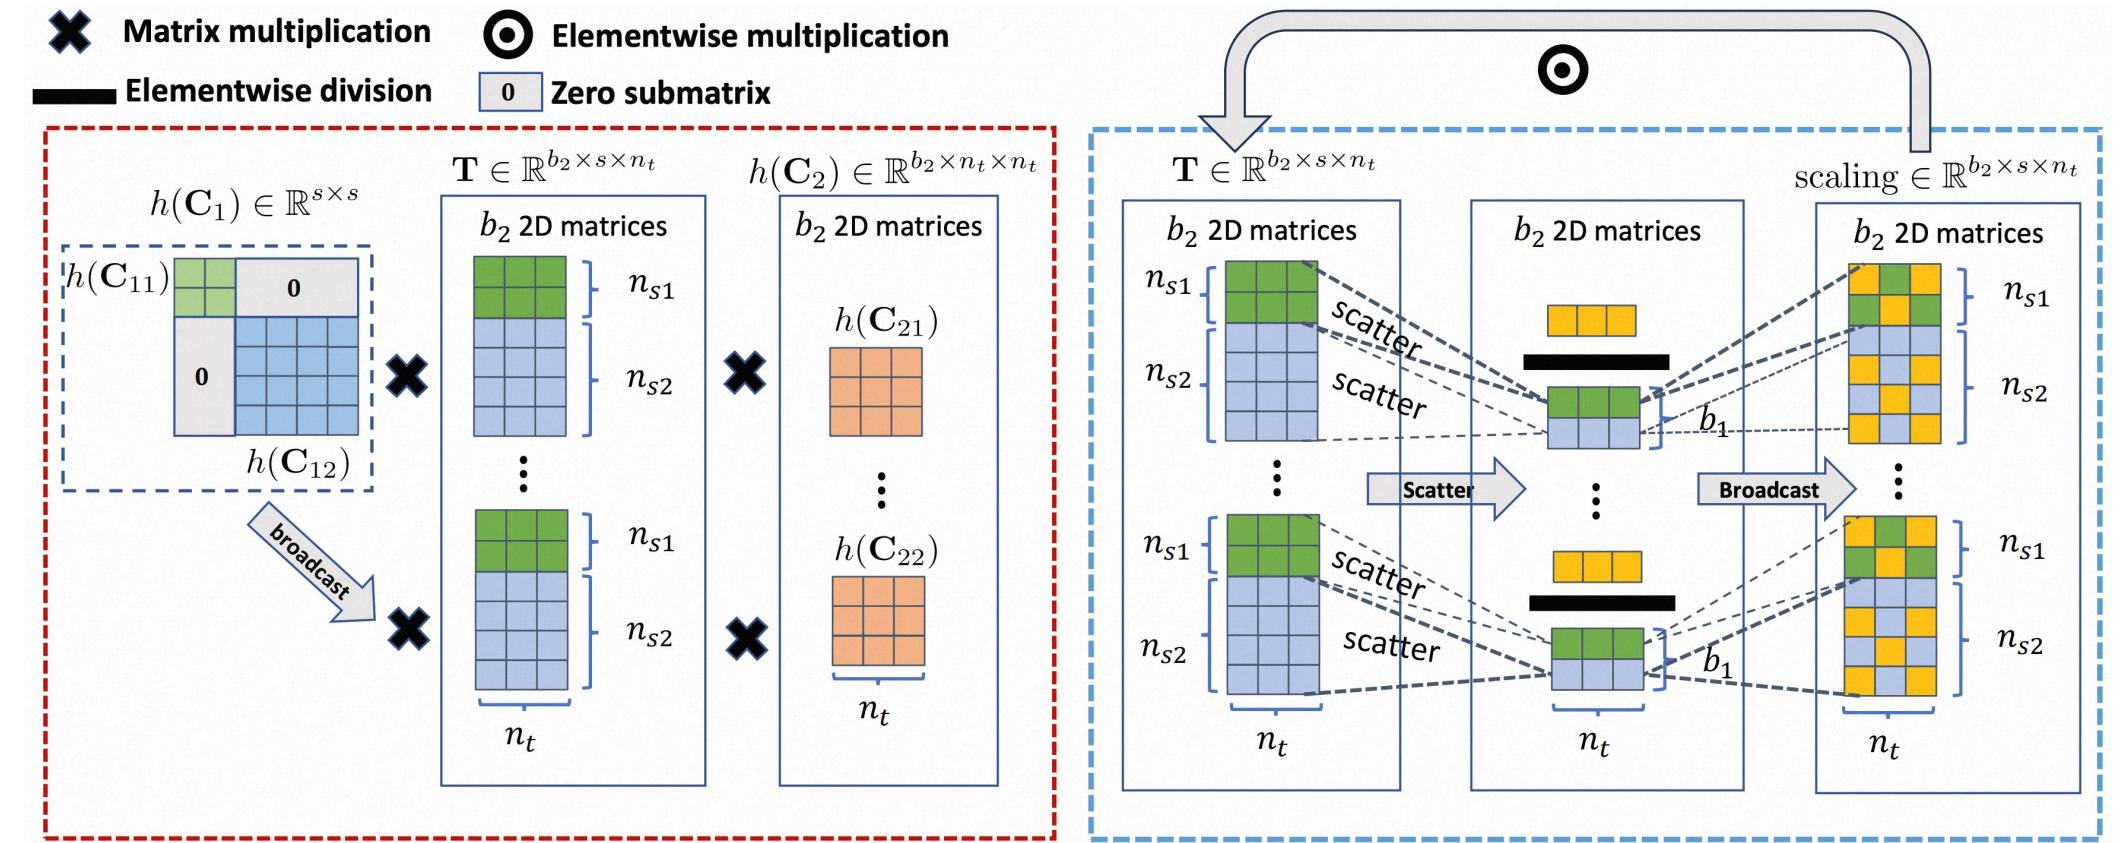 Matrix multiplication
Elementwise multiplication
Elementwise division
0 Zero submatrix
h(C₁) ∈ ℝ^{s×s}
T ∈ ℝ^{b₂×s×n_t}
h(C₂) ∈ ℝ^{b₂×n_t×n_t}
h(C₁₁)
0
0
h(C₁₂)
broadcast
b₂ 2D matrices
n_{s1}
n_{s2}
⋮
n_{s1}
n_{s2}
n_t
b₂ 2D matrices
h(C₂₁)
⋮
h(C₂₂)
n_t
T ∈ ℝ^{b₂×s×n_t}
scaling ∈ ℝ^{b₂×s×n_t}
b₂ 2D matrices
n_{s1}
n_{s2}
⋮
n_{s1}
n_{s2}
n_t
scatter
scatter
Scatter
scatter
scatter
b₂ 2D matrices
b₁
⋮
b₁
n_t
Broadcast
b₂ 2D matrices
n_{s1}
n_{s2}
⋮
n_{s1}
n_{s2}
n_t